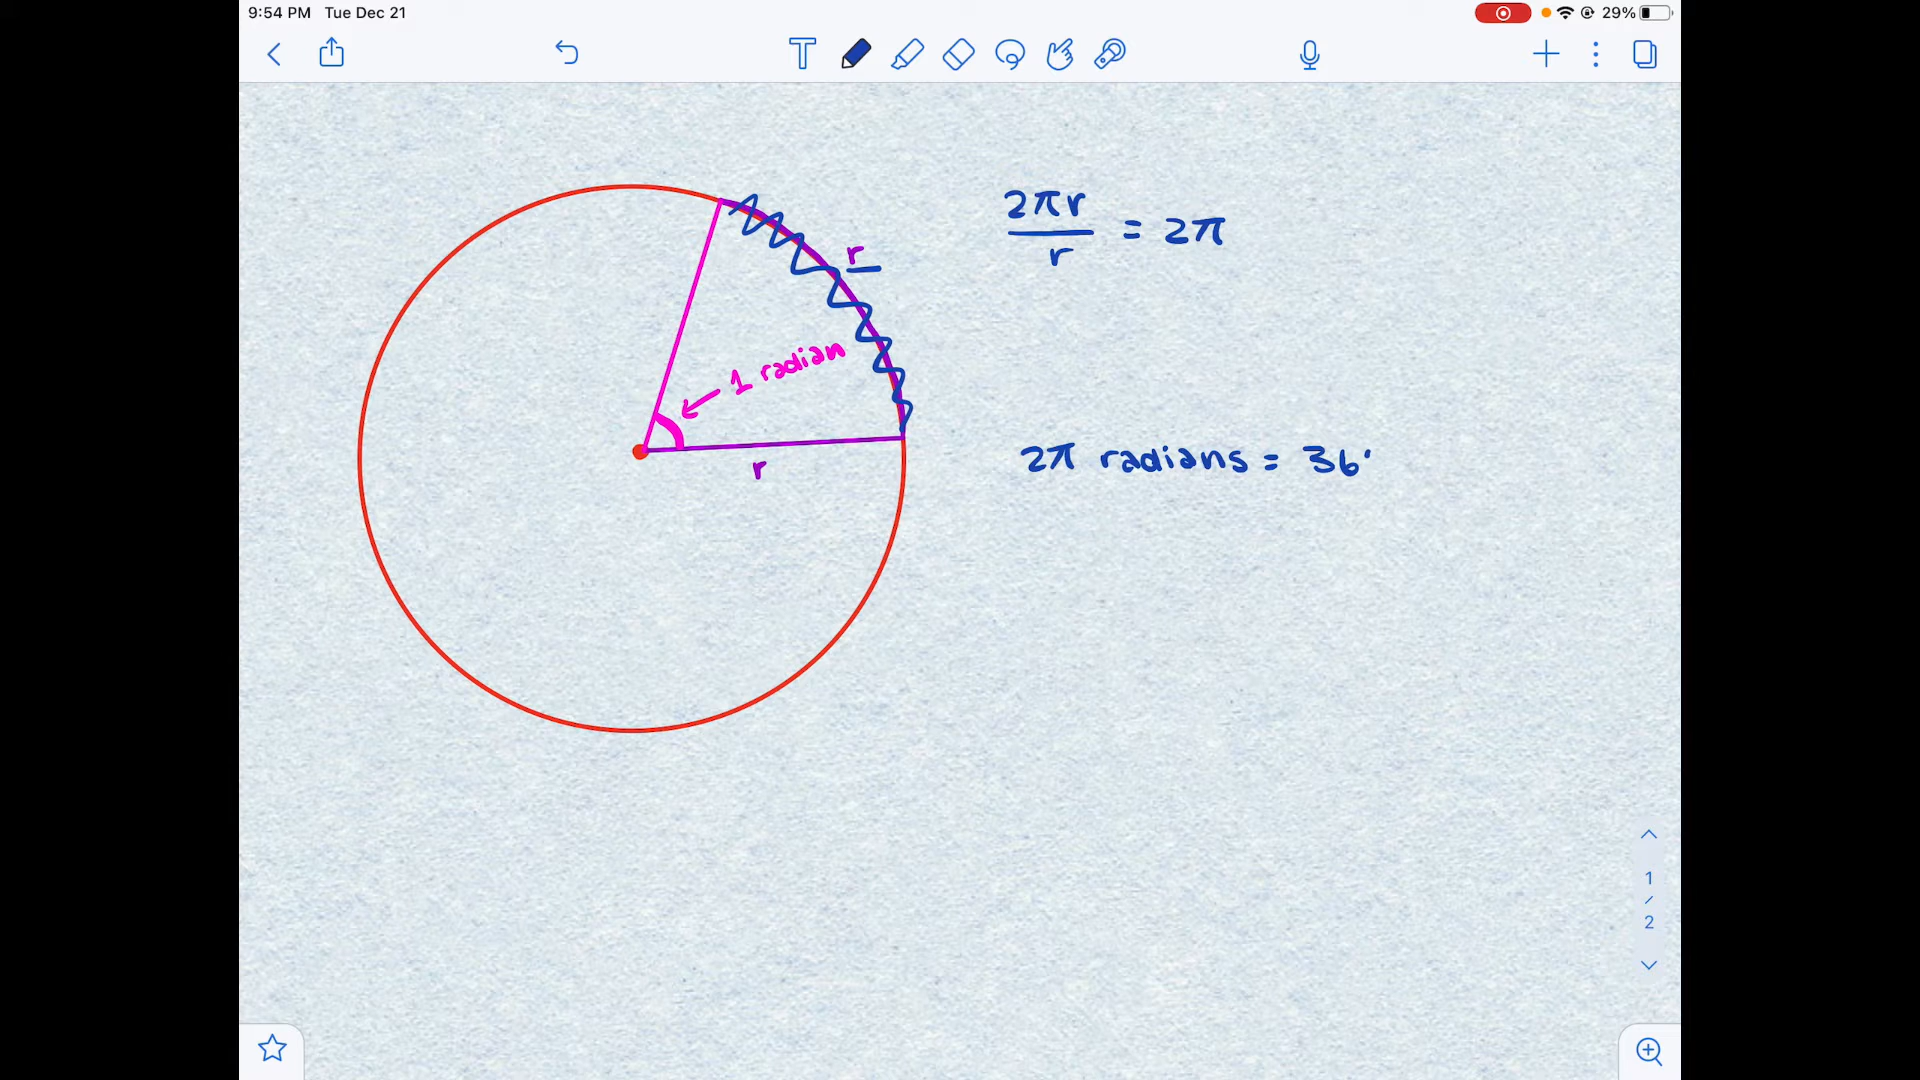 9:54 PM Tue Dec 21
29%
T
2πr
r
= 2π
r
1 radian
r
2π radians = 36
1
/
2